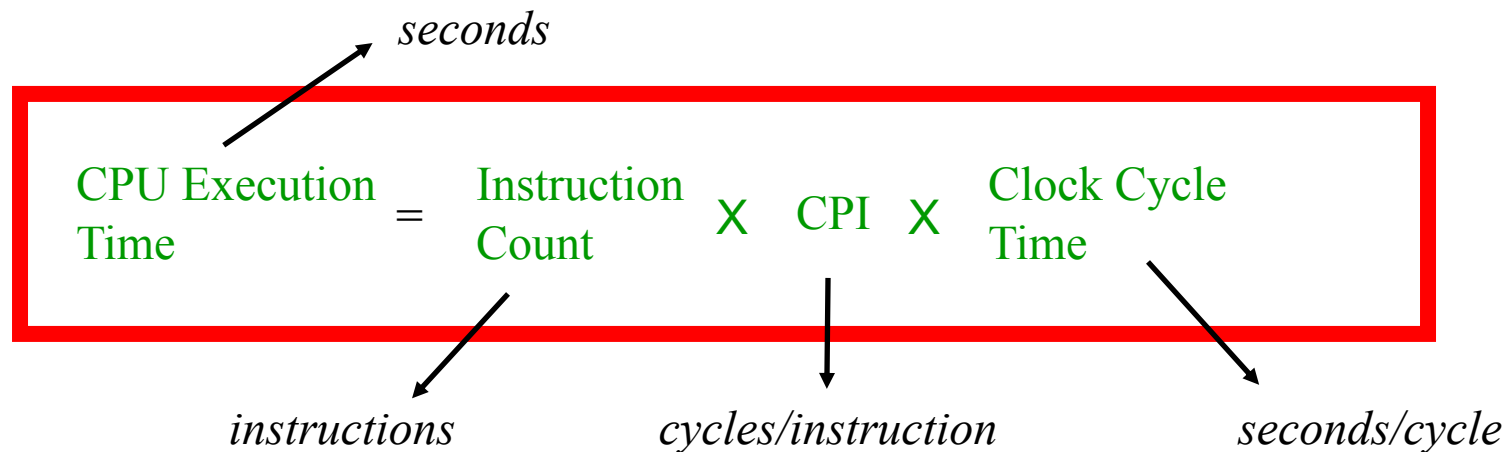 seconds
CPU Execution Time = Instruction Count X CPI X Clock Cycle Time
instructions cycles/instruction seconds/cycle